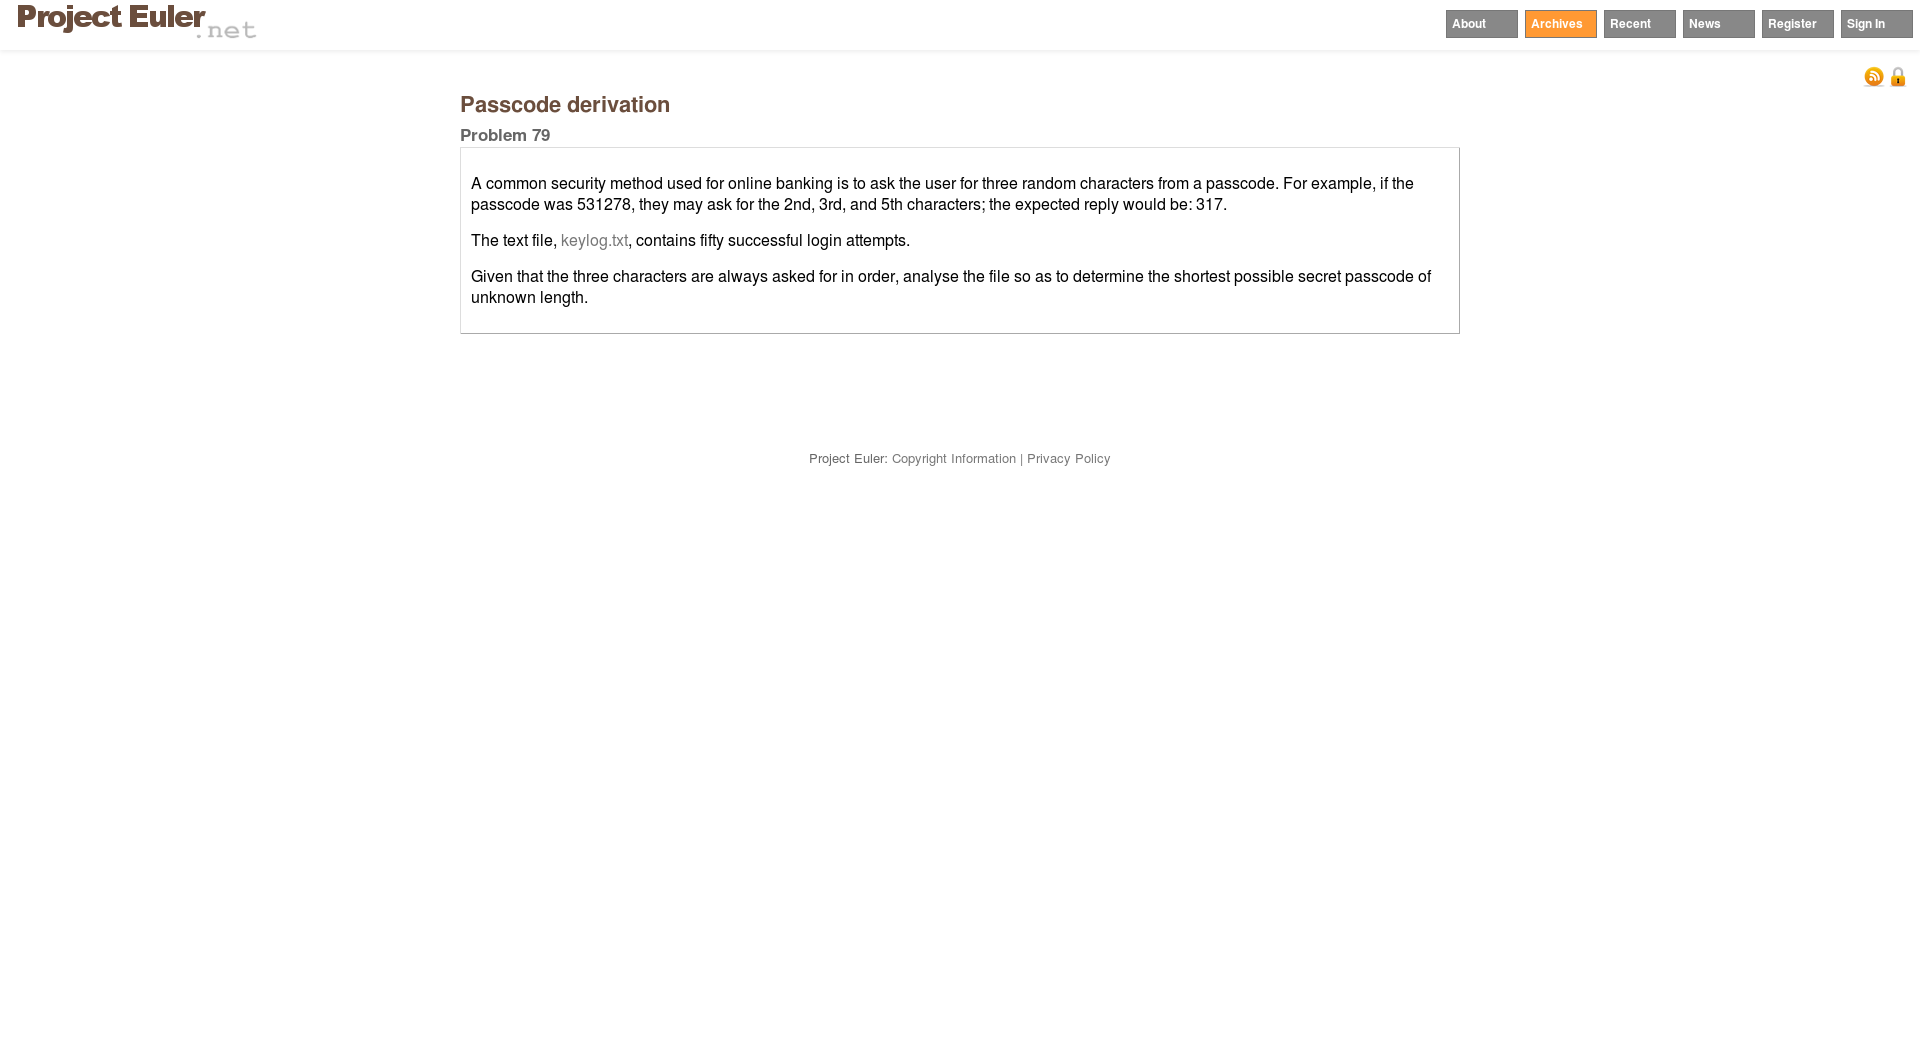 Project Euler.net
About Archives Recent News Register Sign In
Passcode derivation
Problem 79
A common security method used for online banking is to ask the user for three random characters from a passcode. For example, if the
passcode was 531278, they may ask for the 2nd, 3rd, and 5th characters; the expected reply would be: 317.
The text file, keylog.txt, contains fifty successful login attempts.
Given that the three characters are always asked for in order, analyse the file so as to determine the shortest possible secret passcode of
unknown length.
Project Euler: Copyright Information | Privacy Policy